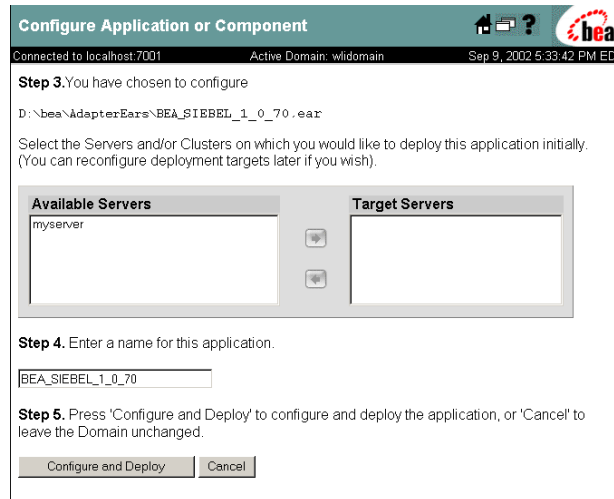 Configure Application or Component
?
bea
Connected to localhost:7001 Active Domain: wlidomain Sep 9, 2002 5:33:42 PM ED
Step 3.You have chosen to configure
D:\bea\AdapterEars\BEA_SIEBEL_1_0_70.ear
Select the Servers and/or Clusters on which you would like to deploy this application initially.
(You can reconfigure deployment targets later if you wish).
Available Servers Target Servers
myserver
Step 4. Enter a name for this application.
BEA_SIEBEL_1_0_70
Step 5. Press 'Configure and Deploy' to configure and deploy the application, or 'Cancel' to
leave the Domain unchanged.
Configure and Deploy Cancel